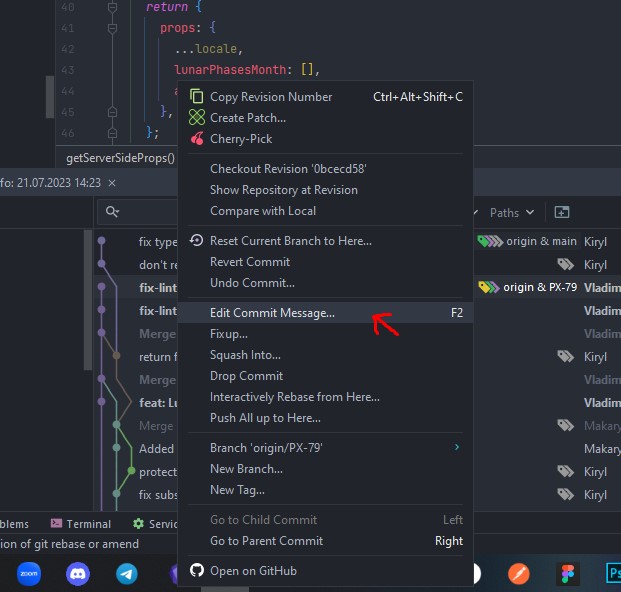 40 return {
41 props: {
42 ...locale,
43 lunarPhasesMonth: [],
44
45 },
46 };
getServerSideProps()
fo: 21.07.2023 14:23 ×
Copy Revision Number Ctrl+Alt+Shift+C
Create Patch...
Cherry-Pick
Checkout Revision '0bcecd58'
Show Repository at Revision
Compare with Local
Reset Current Branch to Here...
Revert Commit
Undo Commit...
Edit Commit Message... F2
Fixup...
Squash Into...
Drop Commit
Interactively Rebase from Here...
Push All up to Here...
Branch 'origin/PX-79'
New Branch...
New Tag...
Go to Child Commit Left
Go to Parent Commit Right
Open on GitHub
Paths
fix type origin & main Kiryl
don't re Kiryl
fix-lint origin & PX-79 Vladim
fix-lint Vladim
Merge Vladim
return f Kiryl
Merge Vladim
feat: Lu Vladim
Merge Makary
Added Makary
protect Kiryl
fix subs Kiryl
blems Terminal Servic
ion of git rebase or amend
zoom
Ps